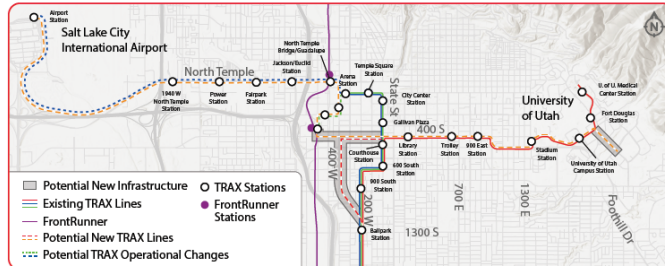 Airport
Station
Salt Lake City
International Airport
North Temple
Bridge/Guadalupe
Jackson/Euclid
Station
North Temple
1940 W
North Temple
Station
Power
Station
Fairpark
Station
Arena
Station
Temple Square
Station
State St
City Center
Station
Gallivan Plaza
400 S
Courthouse
Station
Library
Station
Trolley
Station
900 East
Station
600 South
Station
400 W
900 South
Station
200 W
Ballpark
Station
1300 S
700 E
1300 E
University
of Utah
U. of U. Medical
Center Station
Fort Douglas
Station
Stadium
Station
University of Utah
Campus Station
Foothill Dr
Potential New Infrastructure
Existing TRAX Lines
FrontRunner
Potential New TRAX Lines
Potential TRAX Operational Changes
TRAX Stations
FrontRunner
Stations